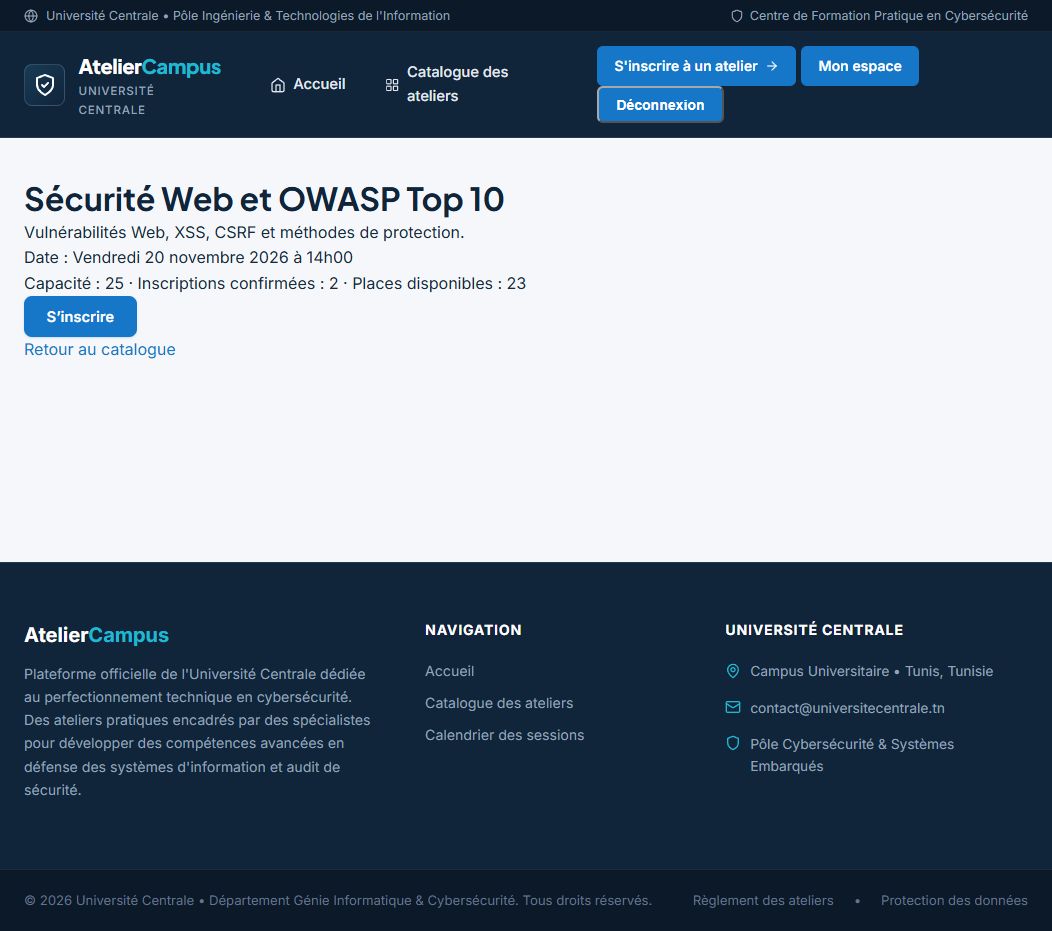 Université Centrale • Pôle Ingénierie & Technologies de l'Information
Centre de Formation Pratique en Cybersécurité
AtelierCampus
UNIVERSITÉ
CENTRALE
Accueil
Catalogue des
ateliers
S'inscrire à un atelier →
Mon espace
Déconnexion
Sécurité Web et OWASP Top 10
Vulnérabilités Web, XSS, CSRF et méthodes de protection.
Date : Vendredi 20 novembre 2026 à 14h00
Capacité : 25 · Inscriptions confirmées : 2 · Places disponibles : 23
S’inscrire
Retour au catalogue
AtelierCampus
Plateforme officielle de l'Université Centrale dédiée
au perfectionnement technique en cybersécurité.
Des ateliers pratiques encadrés par des spécialistes
pour développer des compétences avancées en
défense des systèmes d'information et audit de
sécurité.
NAVIGATION
Accueil
Catalogue des ateliers
Calendrier des sessions
UNIVERSITÉ CENTRALE
Campus Universitaire • Tunis, Tunisie
contact@universitecentrale.tn
Pôle Cybersécurité & Systèmes
Embarqués
© 2026 Université Centrale • Département Génie Informatique & Cybersécurité. Tous droits réservés.
Règlement des ateliers • Protection des données